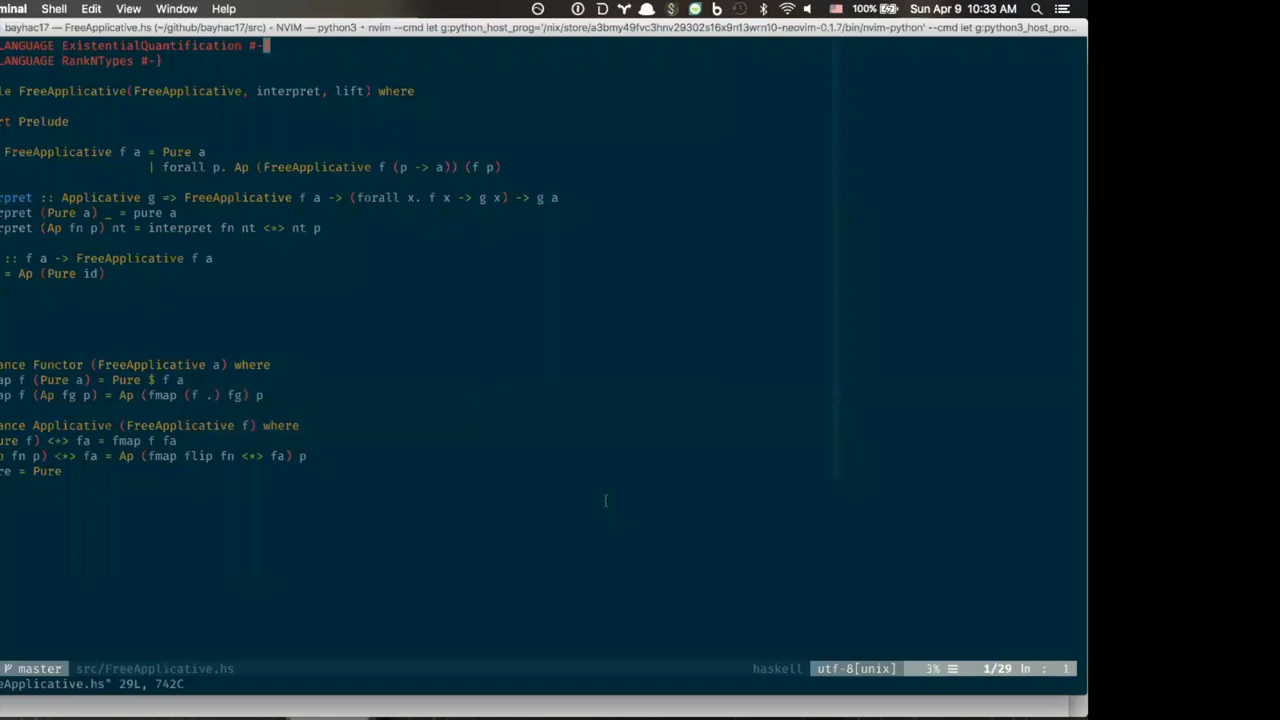 minal Shell Edit View Window Help 100% Sun Apr 9 10:33 AM
bayhac17 — FreeApplicative.hs (~/github/bayhac17/src) - NVIM — python3 • nvim --cmd let g:python_host_prog='/nix/store/a3bmy49fvc3hnv29302s16x9n13wrn10-neovim-0.1.7/bin/nvim-python' --cmd let g:python3_host_pro...
LANGUAGE ExistentialQuantification #-
LANGUAGE RankNTypes #-}
le FreeApplicative(FreeApplicative, interpret, lift) where
rt Prelude
FreeApplicative f a = Pure a
| forall p. Ap (FreeApplicative f (p -> a)) (f p)
rpret :: Applicative g => FreeApplicative f a -> (forall x. f x -> g x) -> g a
rpret (Pure a) _ = pure a
rpret (Ap fn p) nt = interpret fn nt <*> nt p
:: f a -> FreeApplicative f a
= Ap (Pure id)
ance Functor (FreeApplicative a) where
ap f (Pure a) = Pure $ f a
ap f (Ap fg p) = Ap (fmap (f .) fg) p
ance Applicative (FreeApplicative f) where
ure f) <*> fa = fmap f fa
p fn p) <*> fa = Ap (fmap flip fn <*> fa) p
re = Pure
master src/FreeApplicative.hs haskell utf-8[unix] 3% ☰ 1/29 ln : 1
eApplicative.hs" 29L, 742C